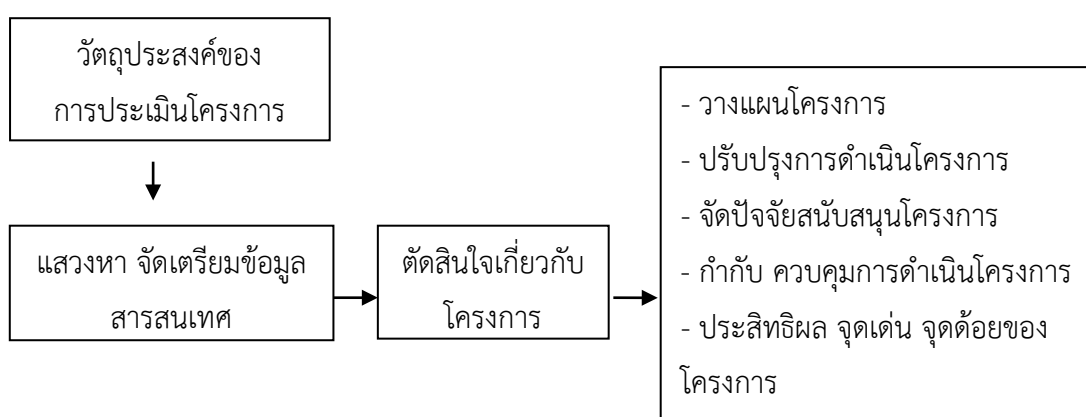 วัตถุประสงค์ของ
การประเมินโครงการ
แสวงหา จัดเตรียมข้อมูล
สารสนเทศ
ตัดสินใจเกี่ยวกับ
โครงการ
- วางแผนโครงการ
- ปรับปรุงการดำเนินโครงการ
- จัดปัจจัยสนับสนุนโครงการ
- กำกับ ควบคุมการดำเนินโครงการ
- ประสิทธิผล จุดเด่น จุดด้อยของ
โครงการ